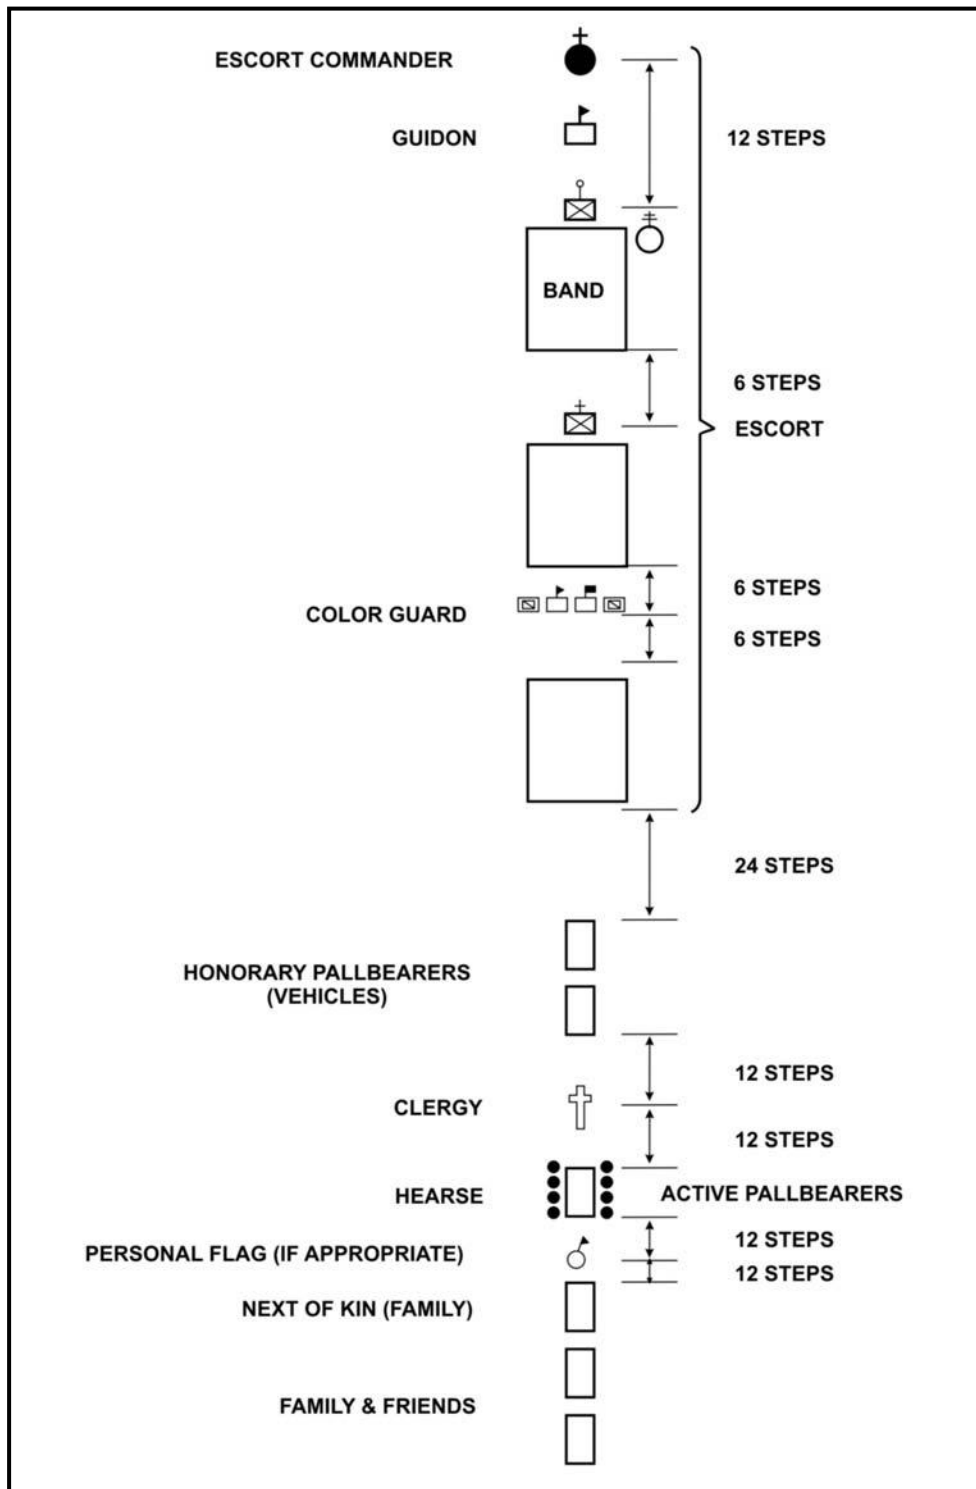 ESCORT COMMANDER
12 STEPS
GUIDON
BAND
6 STEPS
ESCORT
6 STEPS
COLOR GUARD
6 STEPS
24 STEPS
HONORARY PALLBEARERS
(VEHICLES)
12 STEPS
CLERGY
12 STEPS
HEARSE
ACTIVE PALLBEARERS
12 STEPS
PERSONAL FLAG (IF APPROPRIATE)
12 STEPS
NEXT OF KIN (FAMILY)
FAMILY & FRIENDS